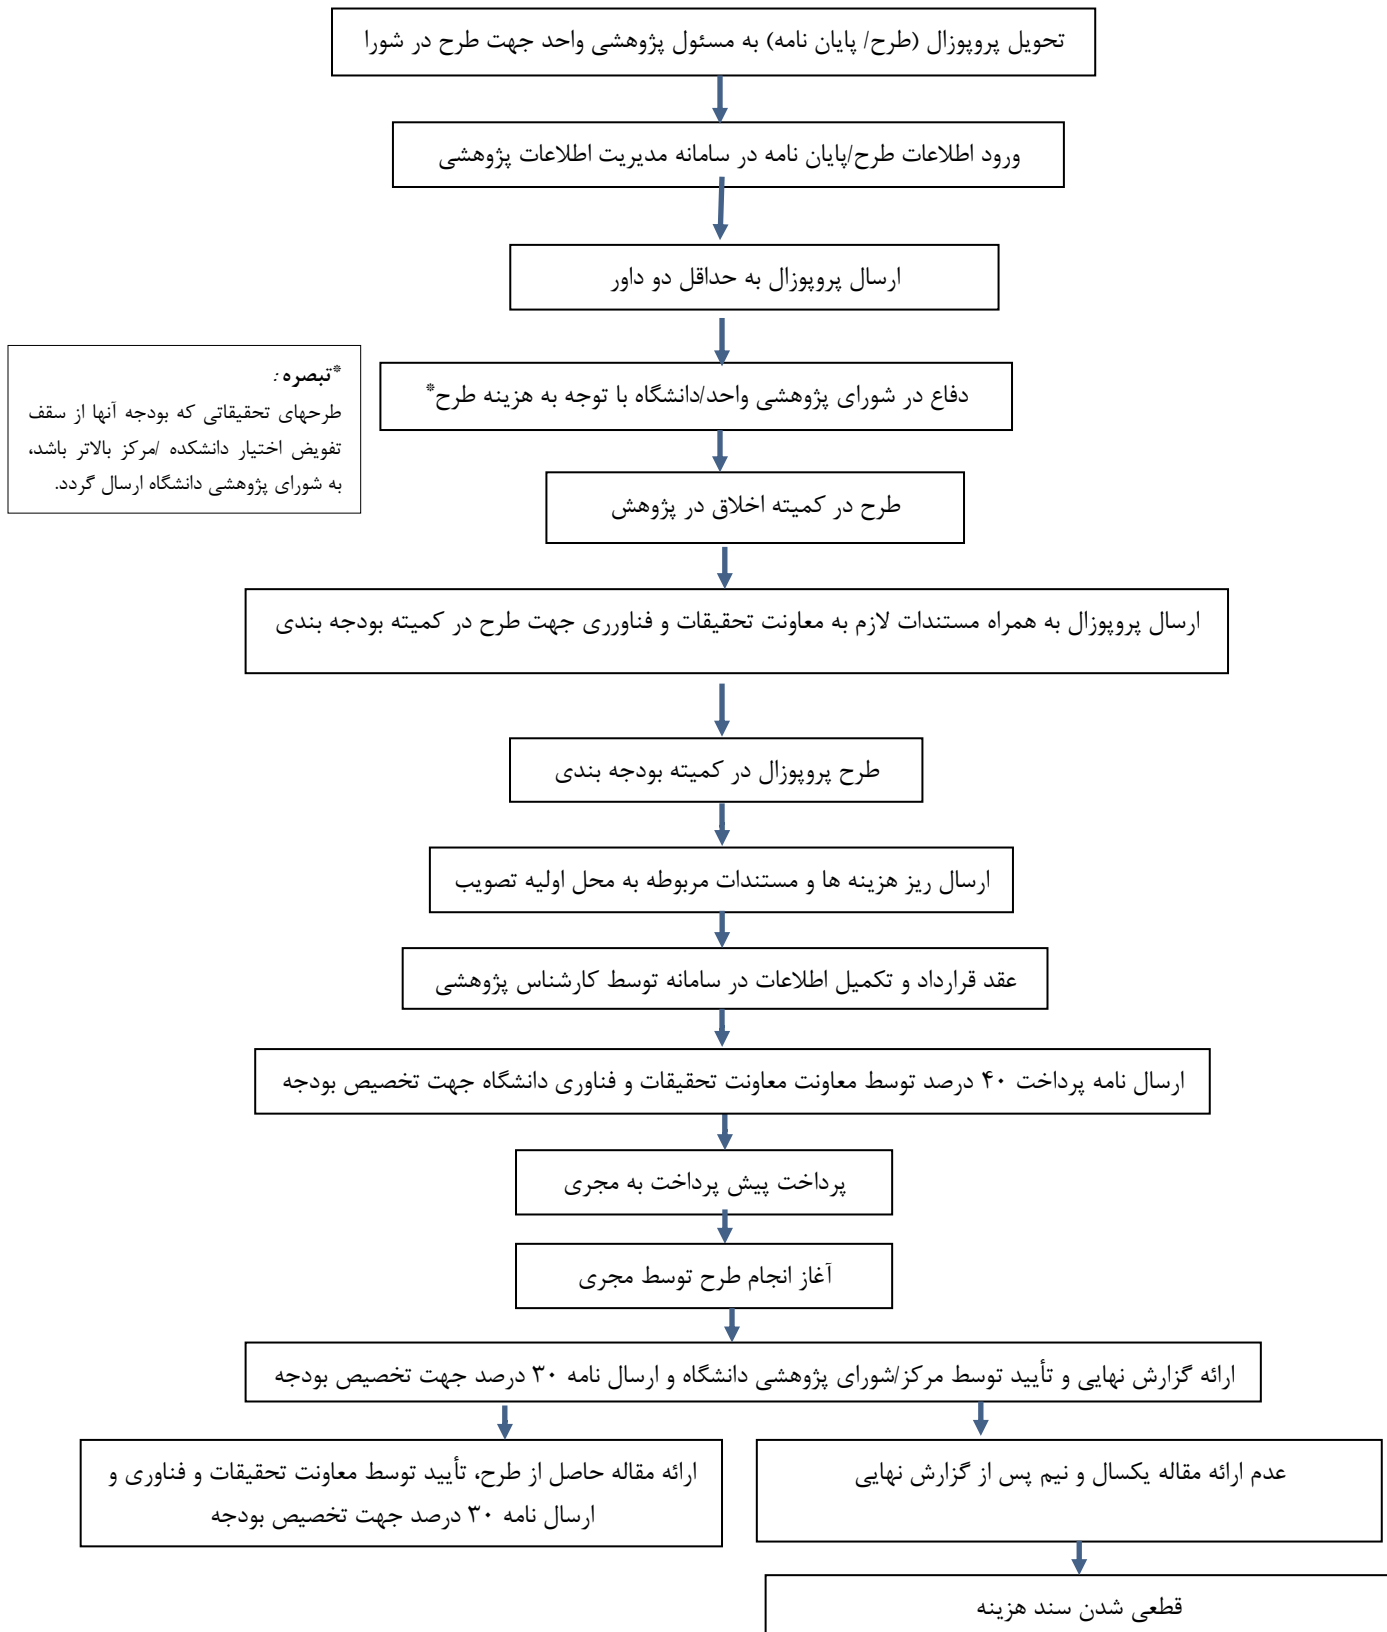 تحویل پروپوزال (طرح/ پایان نامه) به مسئول پژوهشی واحد جهت طرح در شورا
ورود اطلاعات طرح/پایان نامه در سامانه مدیریت اطلاعات پژوهشی
ارسال پروپوزال به حداقل دو داور
دفاع در شورای پژوهشی واحد/دانشگاه با توجه به هزینه طرح*
*تبصره :
طرحهای تحقیقاتی که بودجه آنها از سقف
تفویض اختیار دانشکده /مرکز بالاتر باشد،
به شورای پژوهشی دانشگاه ارسال گردد.
طرح در کمیته اخلاق در پژوهش
ارسال پروپوزال به همراه مستندات لازم به معاونت تحقیقات و فناورری جهت طرح در کمیته بودجه بندی
طرح پروپوزال در کمیته بودجه بندی
ارسال ریز هزینه ها و مستندات مربوطه به محل اولیه تصویب
عقد قرارداد و تکمیل اطلاعات در سامانه توسط کارشناس پژوهشی
ارسال نامه پرداخت ۴۰ درصد توسط معاونت معاونت تحقیقات و فناوری دانشگاه جهت تخصیص بودجه
پرداخت پیش پرداخت به مجری
آغاز انجام طرح توسط مجری
ارائه گزارش نهایی و تأیید توسط مرکز/شورای پژوهشی دانشگاه و ارسال نامه ۳۰ درصد جهت تخصیص بودجه
عدم ارائه مقاله یکسال و نیم پس از گزارش نهایی
ارائه مقاله حاصل از طرح، تأیید توسط معاونت تحقیقات و فناوری و
ارسال نامه ۳۰ درصد جهت تخصیص بودجه
قطعی شدن سند هزینه